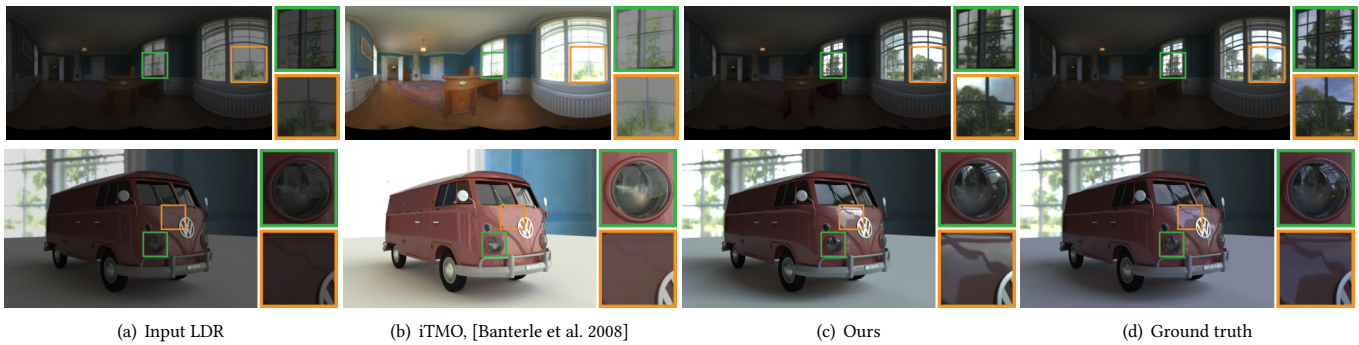 (a) Input LDR
(b) iTMO, [Banterle et al. 2008]
(c) Ours
(d) Ground truth